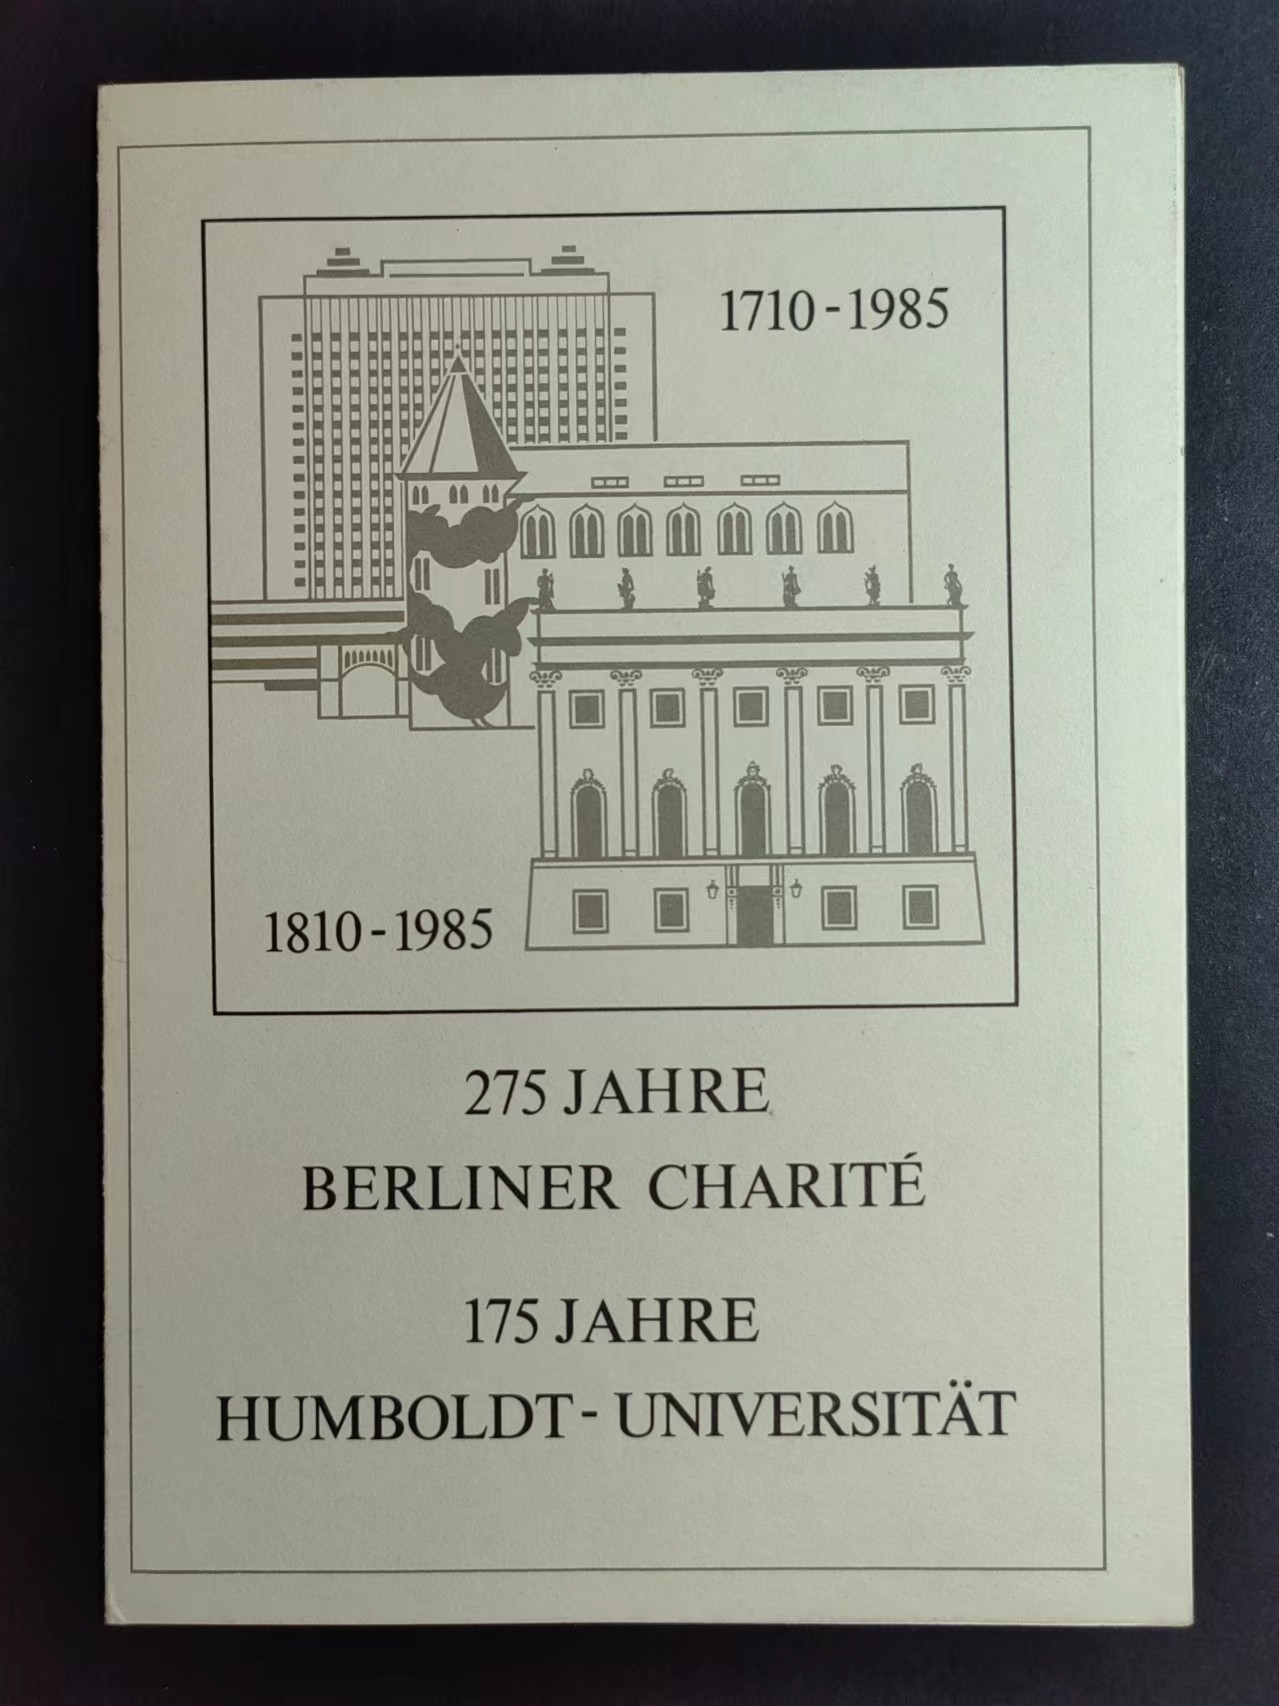 1710-1985
1810-1985
275 JAHRE
BERLINER CHARITÉ
175 JAHRE
HUMBOLDT-UNIVERSITÄT